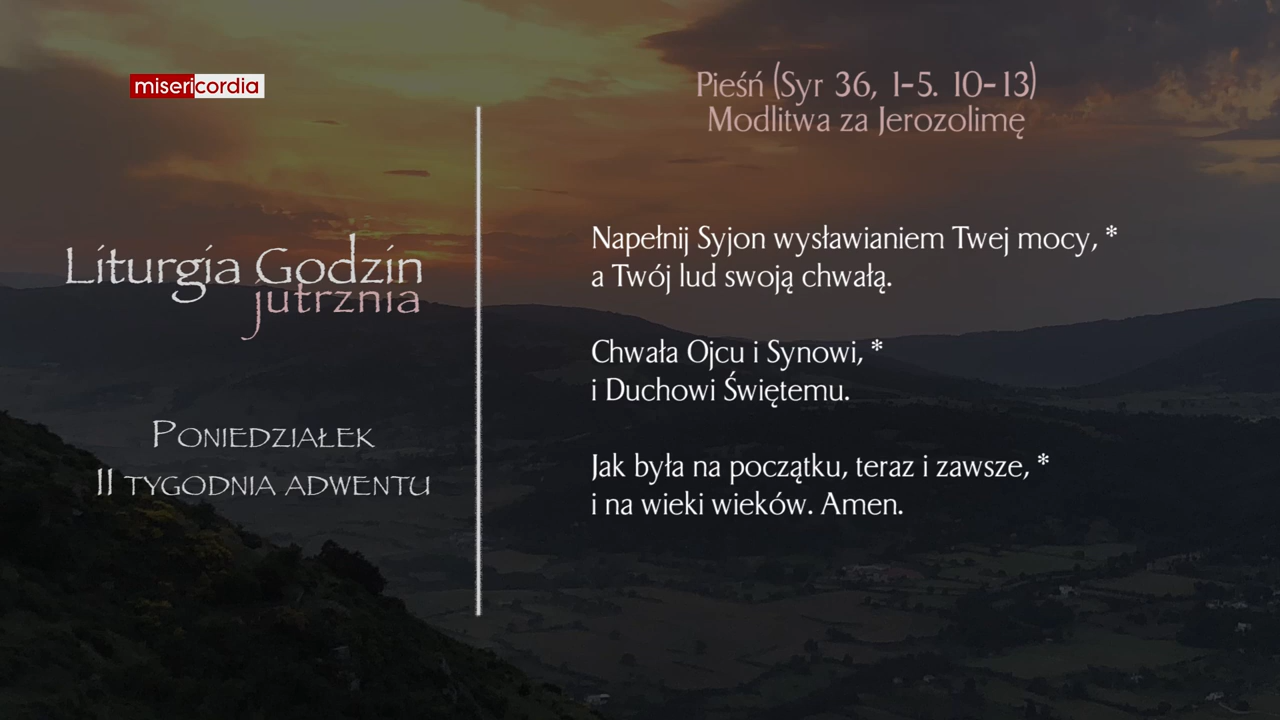 misericordia
Liturgia Godzin
jutrznia
Poniedziałek
II tygodnia adwentu
Pieśń (Syr 36, 1-5. 10-13)
Modlitwa za Jerozolimę
Napełnij Syjon wysławianiem Twej mocy, *
a Twój lud swoją chwałą.
Chwała Ojcu i Synowi, *
i Duchowi Świętemu.
Jak była na początku, teraz i zawsze, *
i na wieki wieków. Amen.